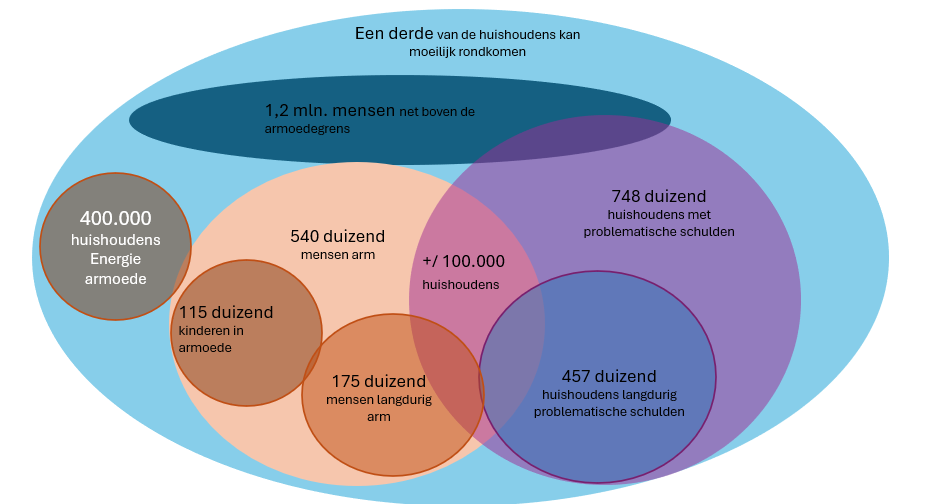 Een derde van de huishoudens kan
moeilijk rondkomen
1,2 mln. mensen net boven de
armoedegrens
748 duizend
huishoudens met
problematische schulden
400.000
huishoudens
Energie
armoede
540 duizend
mensen arm
+/ 100.000
huishoudens
115 duizend
kinderen in
armoede
175 duizend
mensen langdurig
arm
457 duizend
huishoudens langdurig
problematische schulden